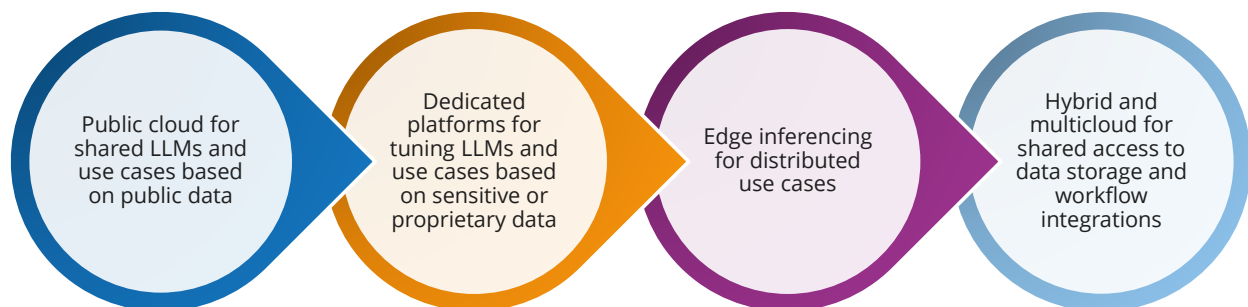 Public cloud for
shared LLMs and
use cases based
on public data
Dedicated
platforms for
tuning LLMs and
use cases based
on sensitive or
proprietary data
Edge inferencing
for distributed
use cases
Hybrid and
multicloud for
shared access to
data storage and
workflow
integrations